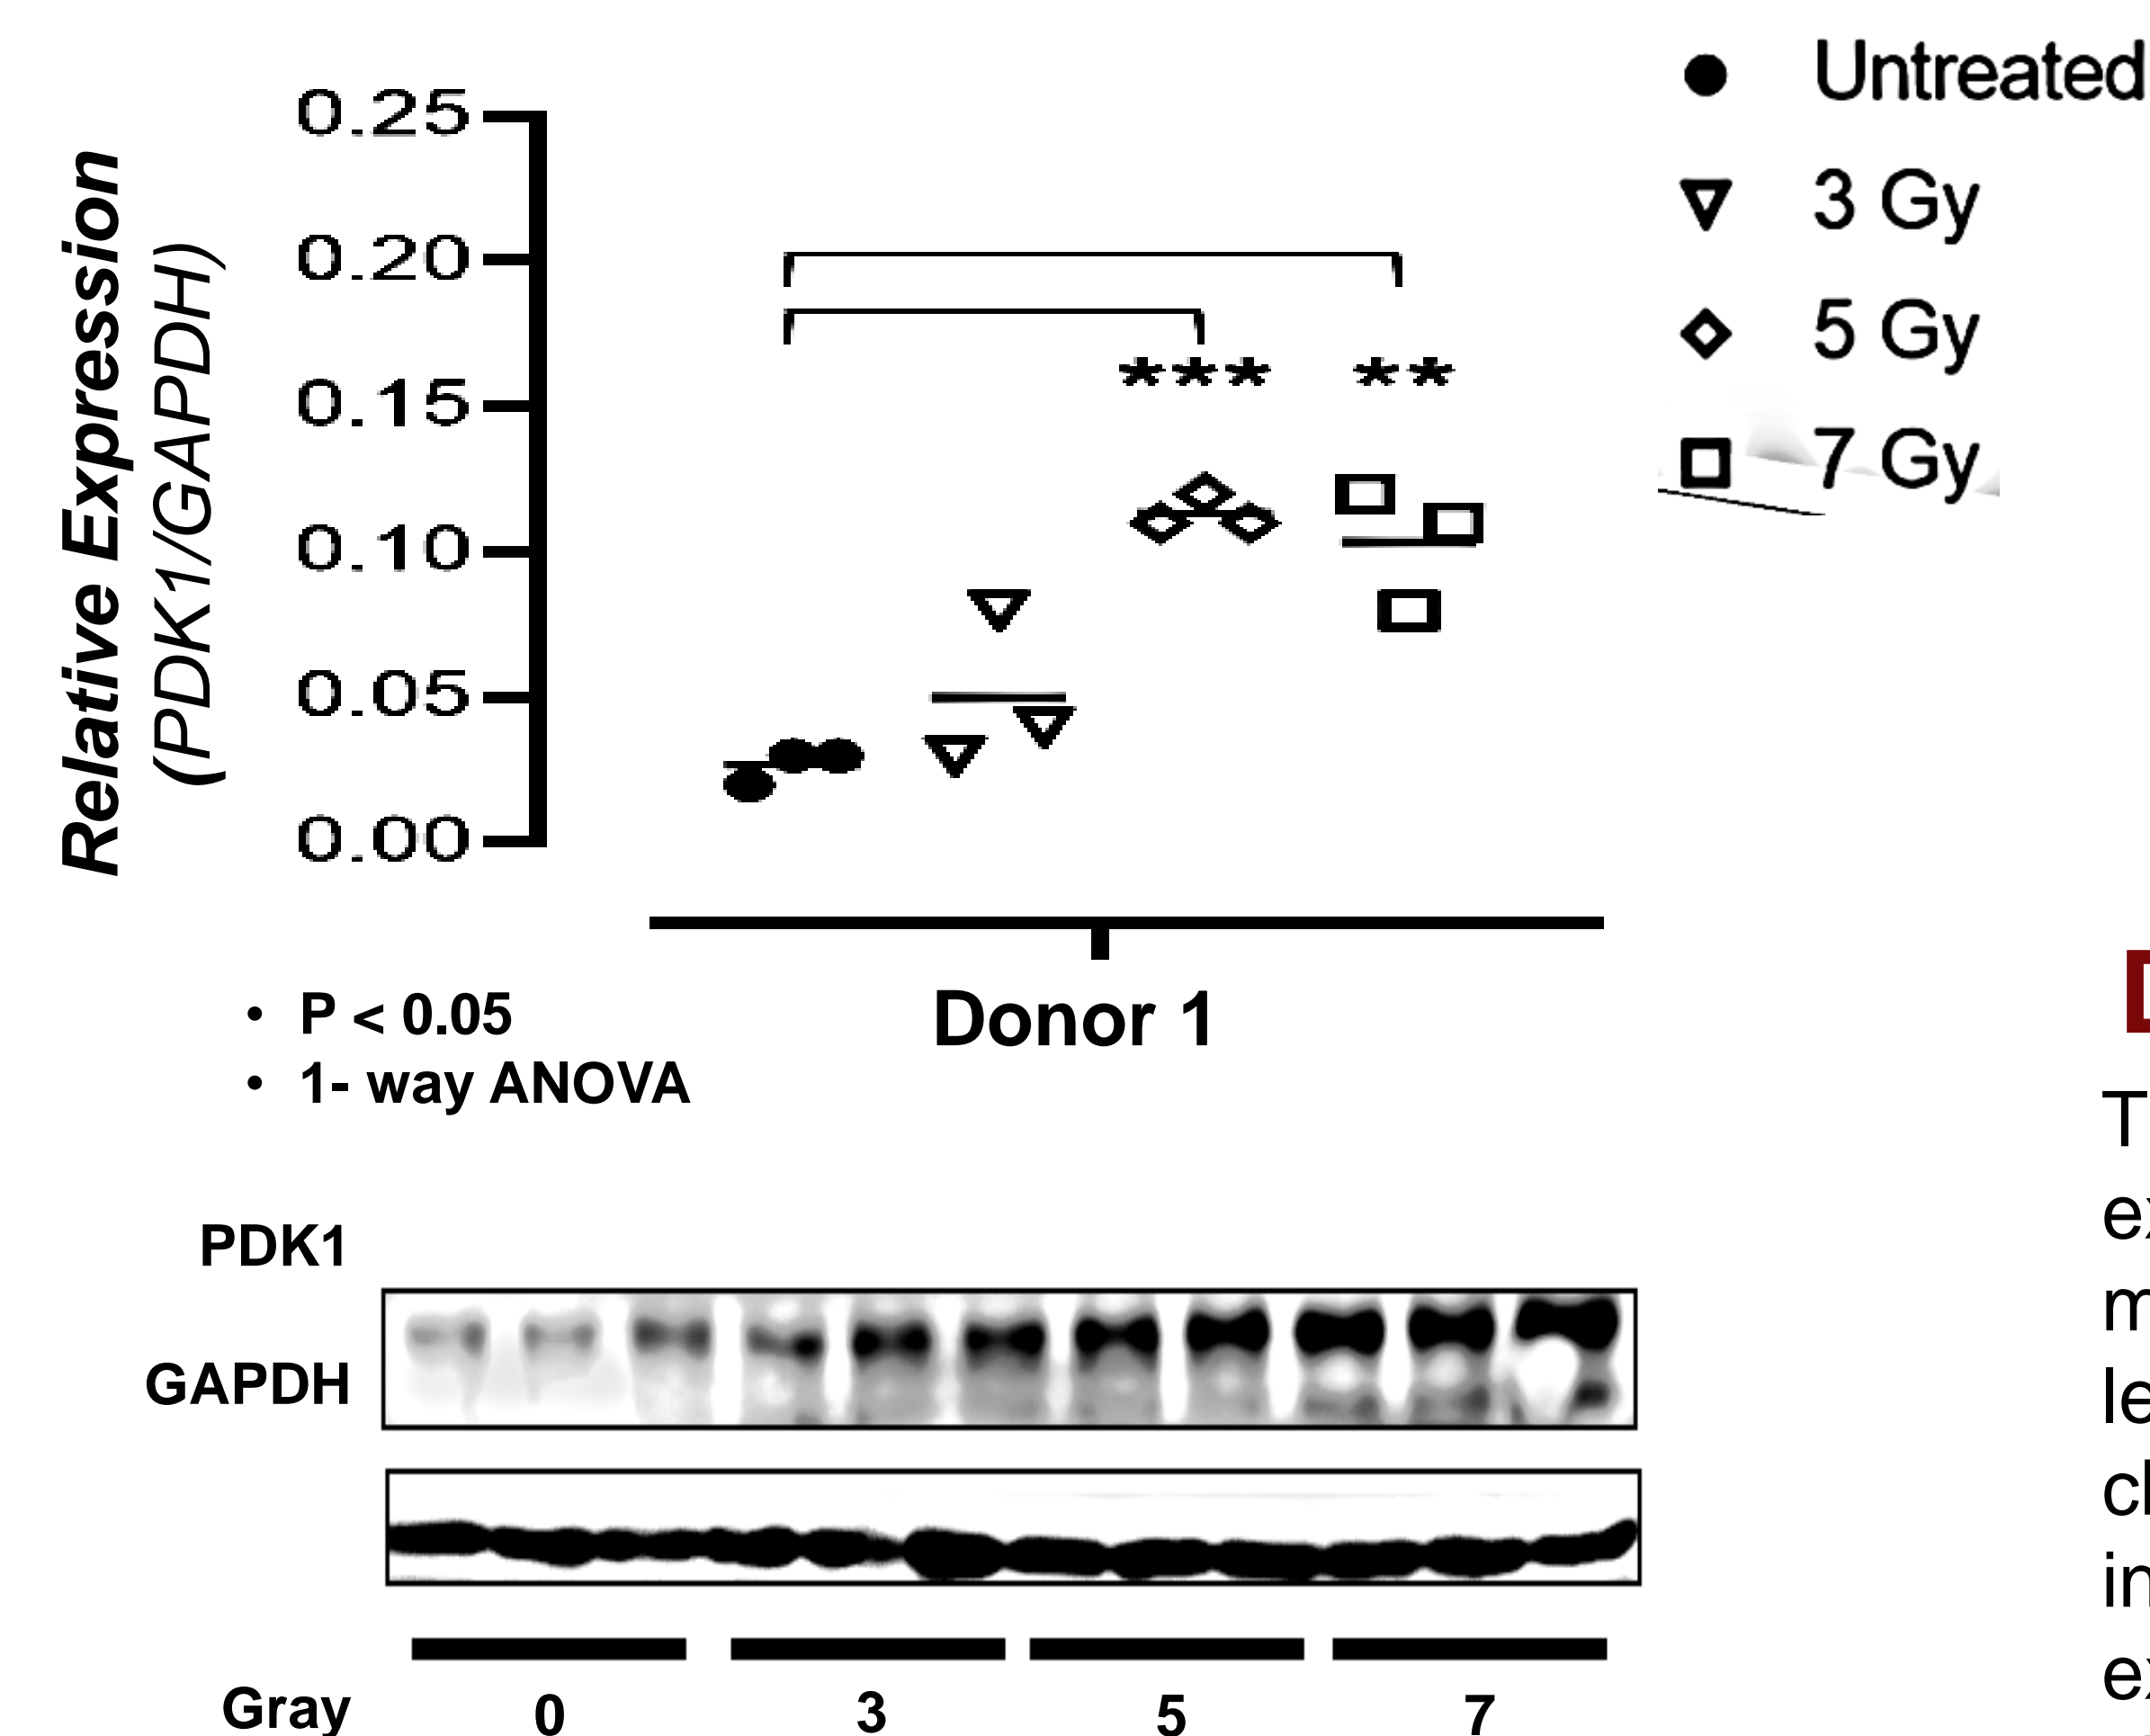 Untreated
3 Gy
5 Gy
7 Gy
Relative Expression
(PDK1/GAPDH)
0.25
0.20
0.15
0.10
0.05
0.00
*** **
Donor 1
• P < 0.05
• 1- way ANOVA
PDK1
GAPDH
Gray 0 3 5 7